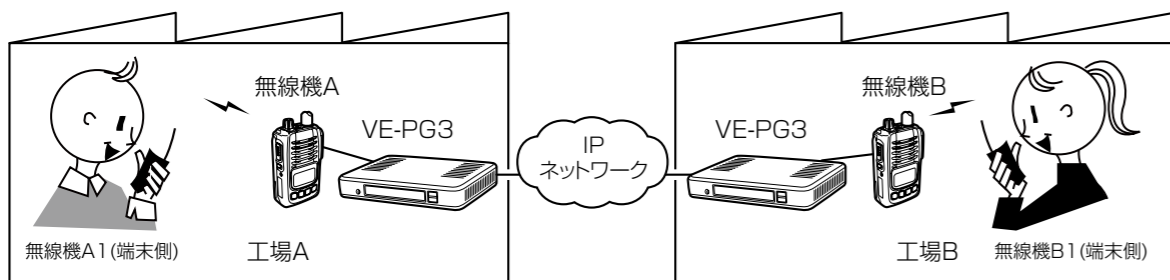 無線機A
VE-PG3
無線機A1(端末側)
工場A
IP
ネットワーク
無線機B
VE-PG3
工場B
無線機B1(端末側)